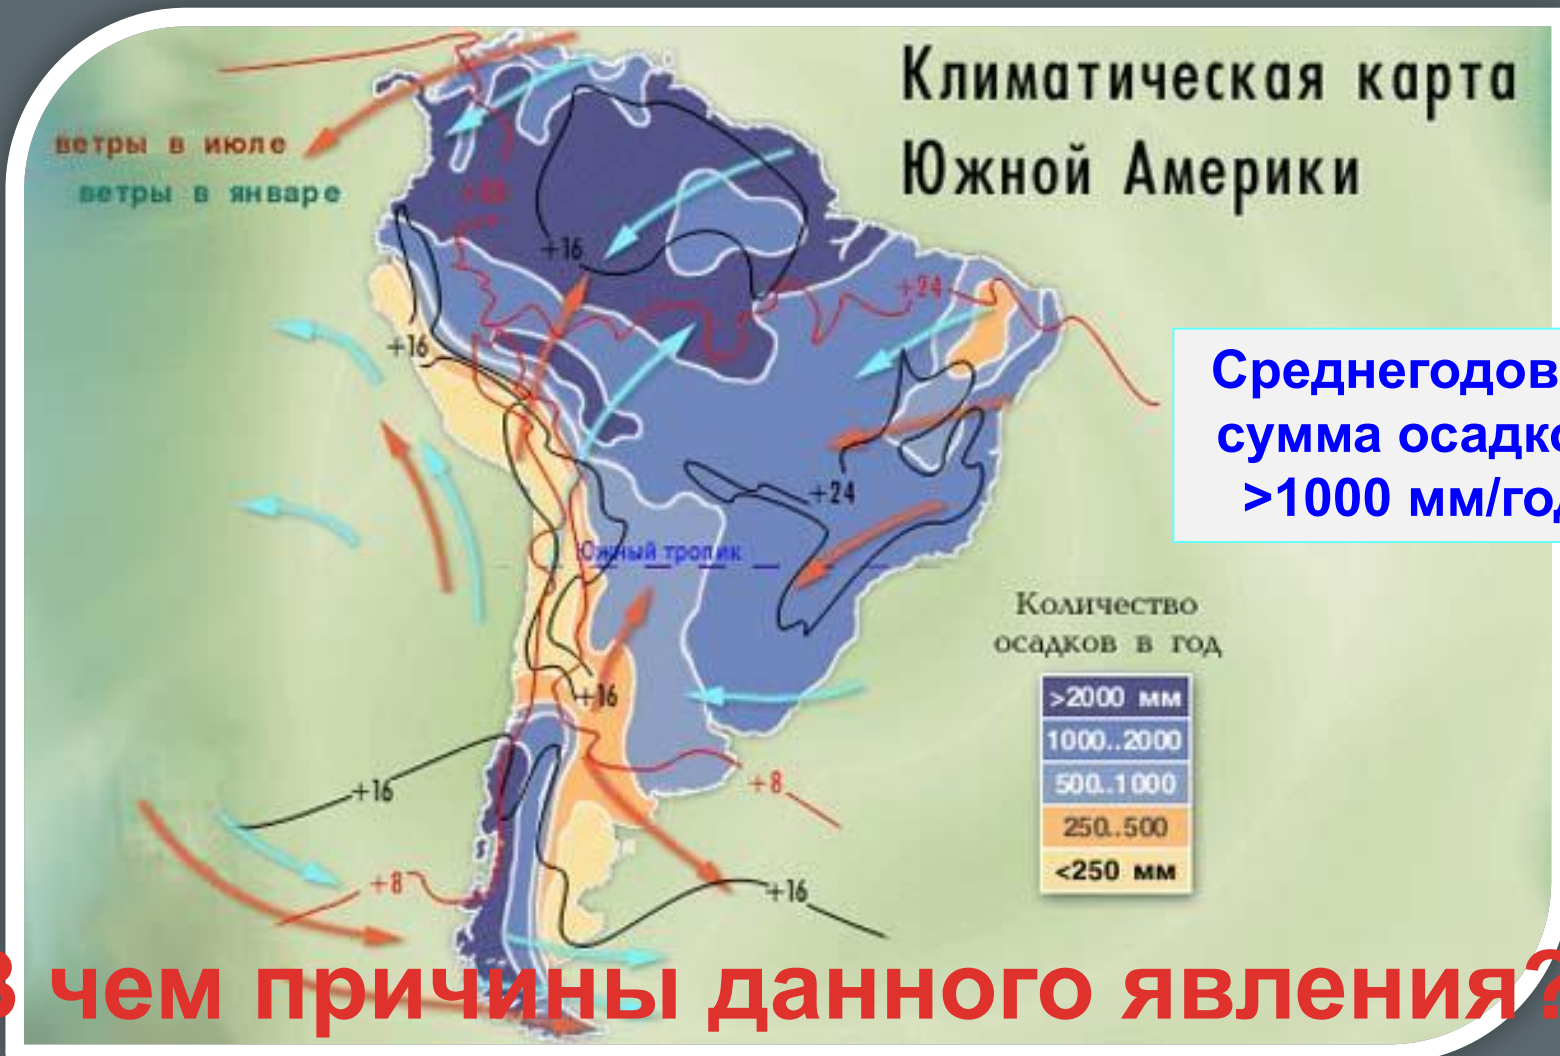 Климатическая карта
Южной Америки
ветры в июле
ветры в январе
+16
+24
+16
Среднегодов
сумма осадко
>1000 мм/год
+24
Южный тропик
Количество
осадков в год
+16
>2000 мм
1000..2000
500..1000
250..500
<250 мм
+8
+16
+8
+16
В чем причины данного явления?